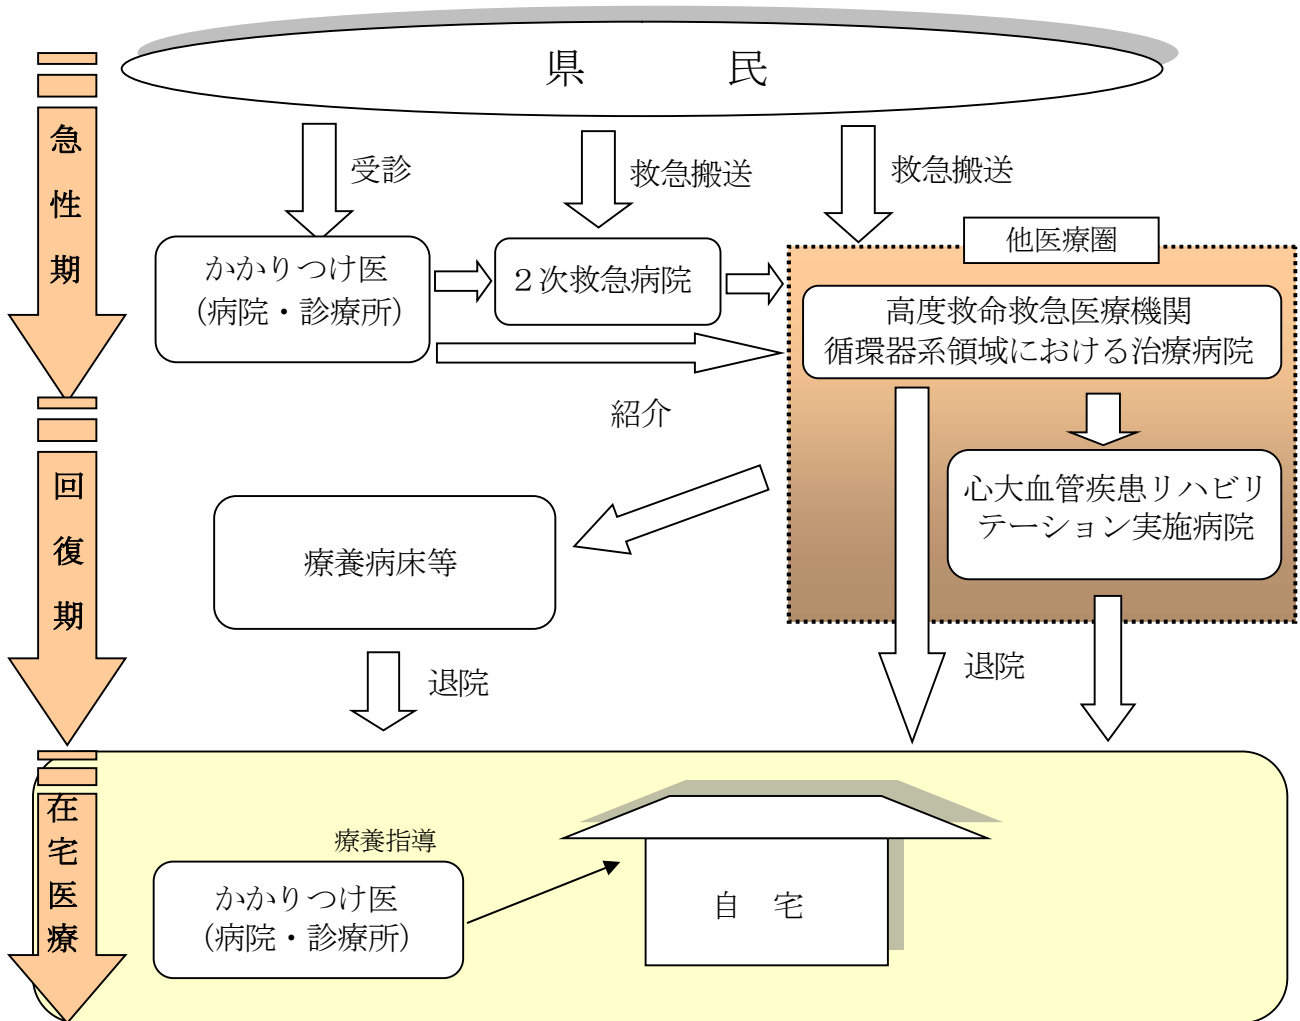 県　民
急性期
受診
救急搬送
救急搬送
他医療圏
かかりつけ医
（病院・診療所）
２次救急病院
高度救命救急医療機関
循環器系領域における治療病院
紹介
回復期
心大血管疾患リハビリ
テーション実施病院
療養病床等
退院
退院
在宅医療
療養指導
かかりつけ医
（病院・診療所）
自　宅